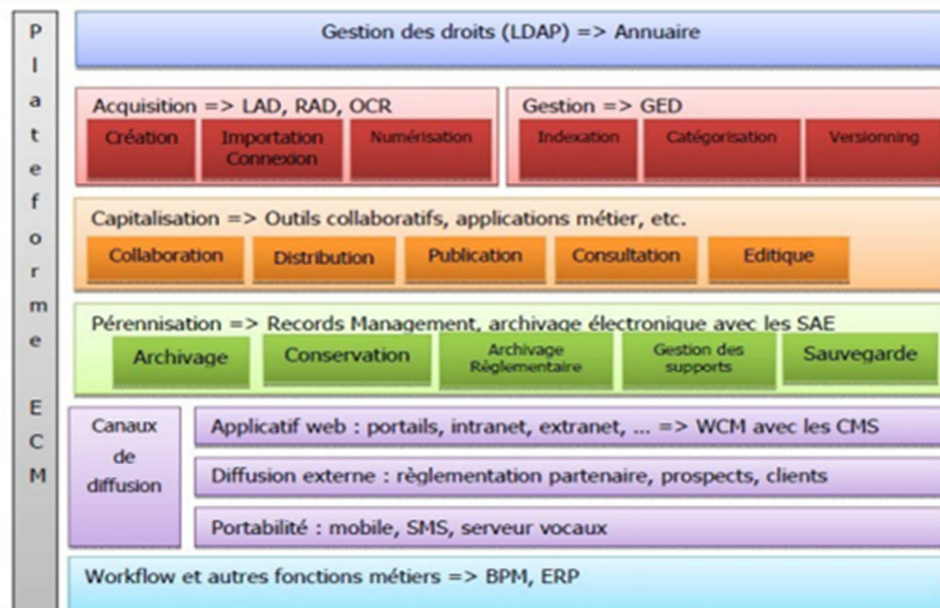 Plateforme ECM
Gestion des droits (LDAP) => Annuaire
Acquisition => LAD, RAD, OCR
Création
Importation
Connexion
Numérisation
Gestion => GED
Indexation
Catégorisation
Versionning
Capitalisation => Outils collaboratifs, applications métier, etc.
Collaboration
Distribution
Publication
Consultation
Editique
Pérennisation => Records Management, archivage électronique avec les SAE
Archivage
Conservation
Archivage
Règlementaire
Gestion des
supports
Sauvegarde
Canaux
de
diffusion
Applicatif web : portails, intranet, extranet, ... => WCM avec les CMS
Diffusion externe : règlementation partenaire, prospects, clients
Portabilité : mobile, SMS, serveur vocaux
Workflow et autres fonctions métiers => BPM, ERP